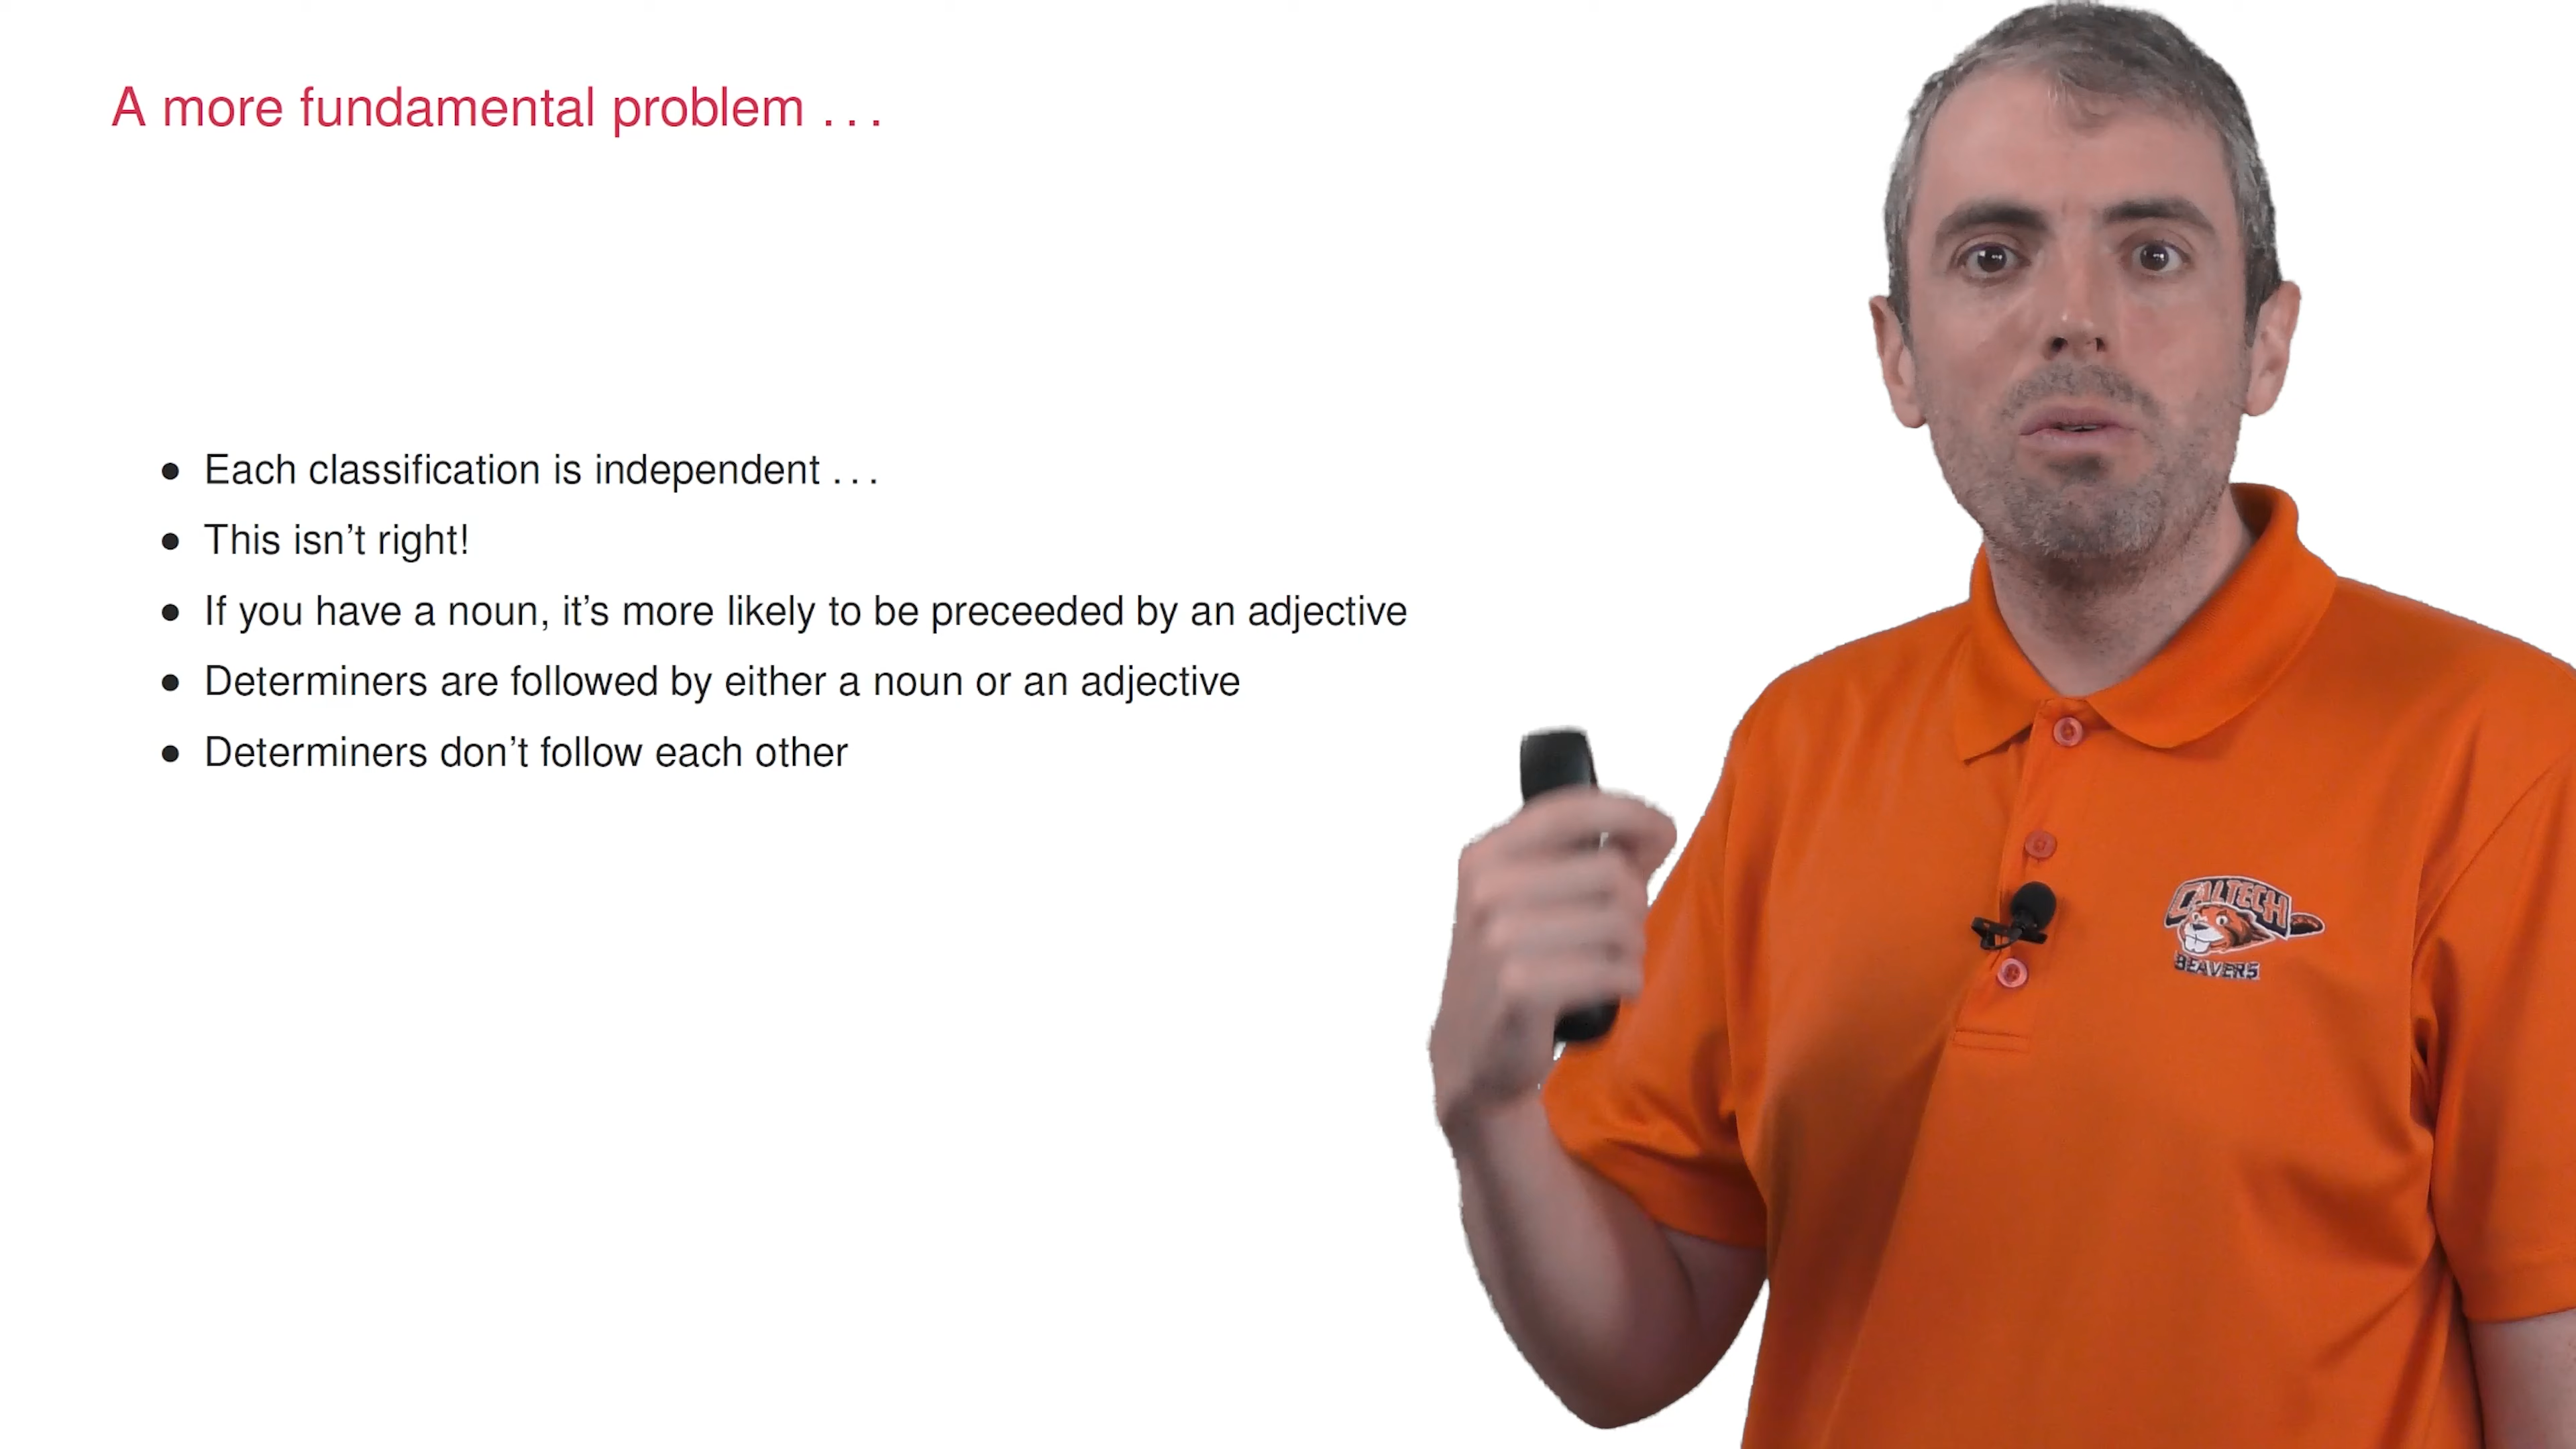 A more fundamental problem . . .
● Each classification is independent . . .
● This isn't right!
● If you have a noun, it's more likely to be preceeded by an adjective
● Determiners are followed by either a noun or an adjective
● Determiners don't follow each other
CALTECH
BEAVERS